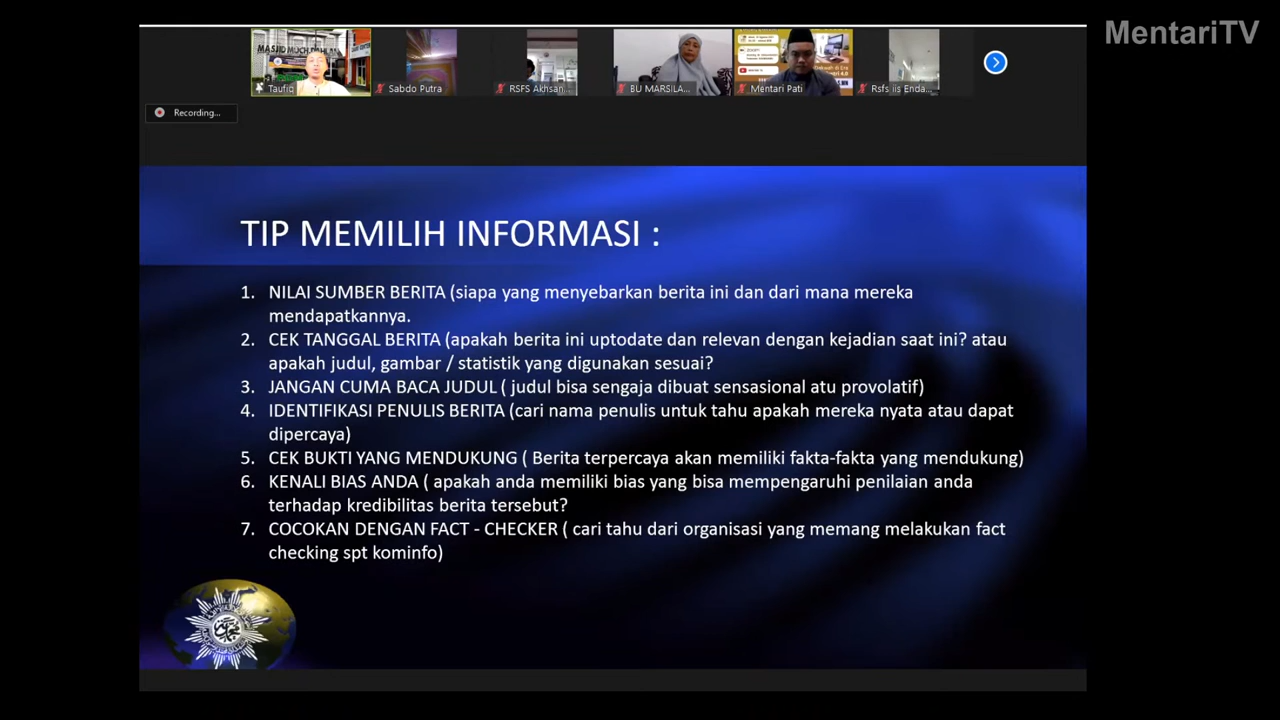 MentariTV
MASJID MUCH DAHLAN
Taufiq
Sabdo Putra
RSFS Akhsan...
BU MARSILA...
Mentari Pati
Rsfs iis Enda...
Recording...
TIP MEMILIH INFORMASI :
1. NILAI SUMBER BERITA (siapa yang menyebarkan berita ini dan dari mana mereka
mendapatkannya.
2. CEK TANGGAL BERITA (apakah berita ini uptodate dan relevan dengan kejadian saat ini? atau
apakah judul, gambar / statistik yang digunakan sesuai?
3. JANGAN CUMA BACA JUDUL ( judul bisa sengaja dibuat sensasional atu provolatif)
4. IDENTIFIKASI PENULIS BERITA (cari nama penulis untuk tahu apakah mereka nyata atau dapat
dipercaya)
5. CEK BUKTI YANG MENDUKUNG ( Berita terpercaya akan memiliki fakta-fakta yang mendukung)
6. KENALI BIAS ANDA ( apakah anda memiliki bias yang bisa mempengaruhi penilaian anda
terhadap kredibilitas berita tersebut?
7. COCOKAN DENGAN FACT - CHECKER ( cari tahu dari organisasi yang memang melakukan fact
checking spt kominfo)